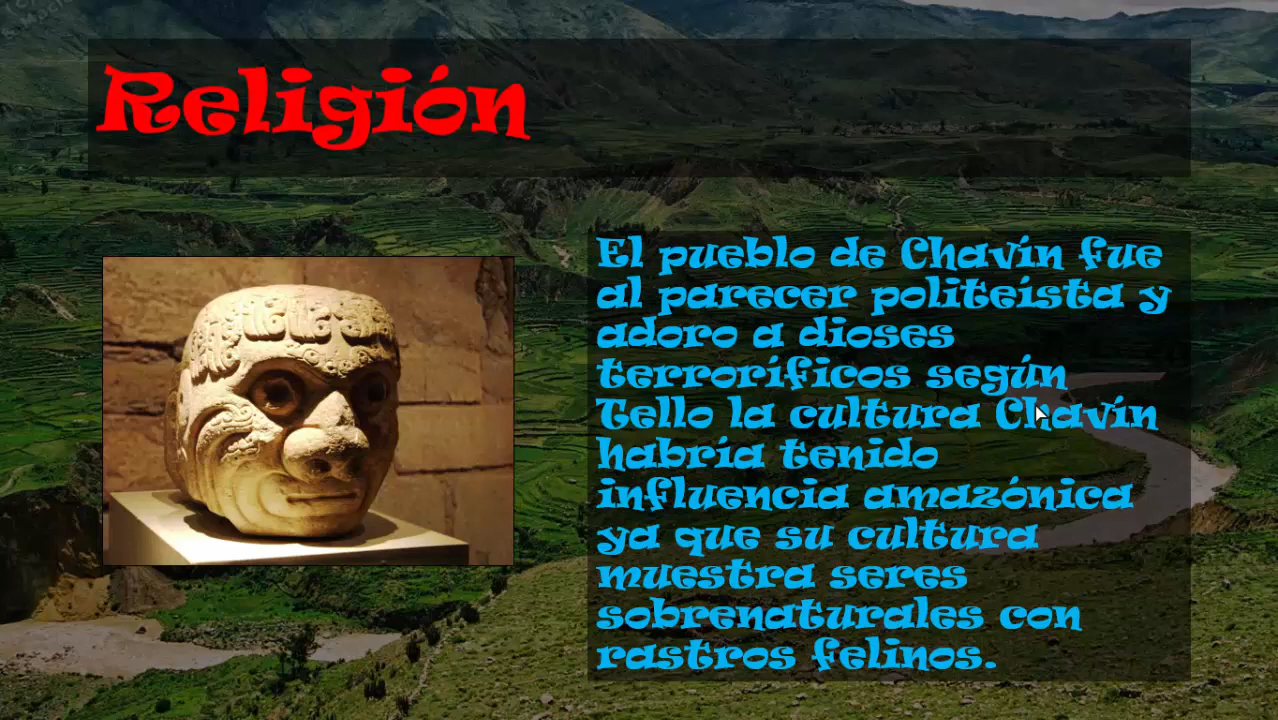 Religión
El pueblo de Chavín fue
al parecer politeísta y
adoro a dioses
terroríficos según
Tello la cultura Chavín
habría tenido
influencia amazónica
ya que su cultura
muestra seres
sobrenaturales con
rastros felinos.